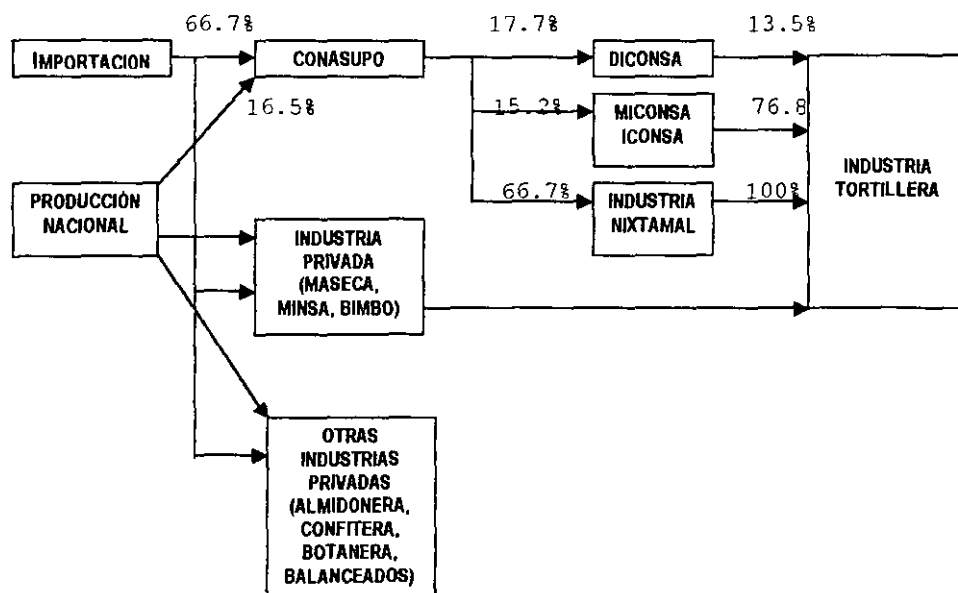 66.7% 17.7% 13.5%
IMPORTACION CONASUPO DICONSA
16.5% 15.2% MICONSA 76.8
ICONSA
INDUSTRIA
TORTILLERA
PRODUCCIÓN
NACIONAL
66.7% INDUSTRIA 100%
NIXTAMAL
INDUSTRIA
PRIVADA
(MASECA,
MINSA, BIMBO)
OTRAS
INDUSTRIAS
PRIVADAS
(ALMIDONERA,
CONFITERA,
BOTANERA,
BALANCEADOS)